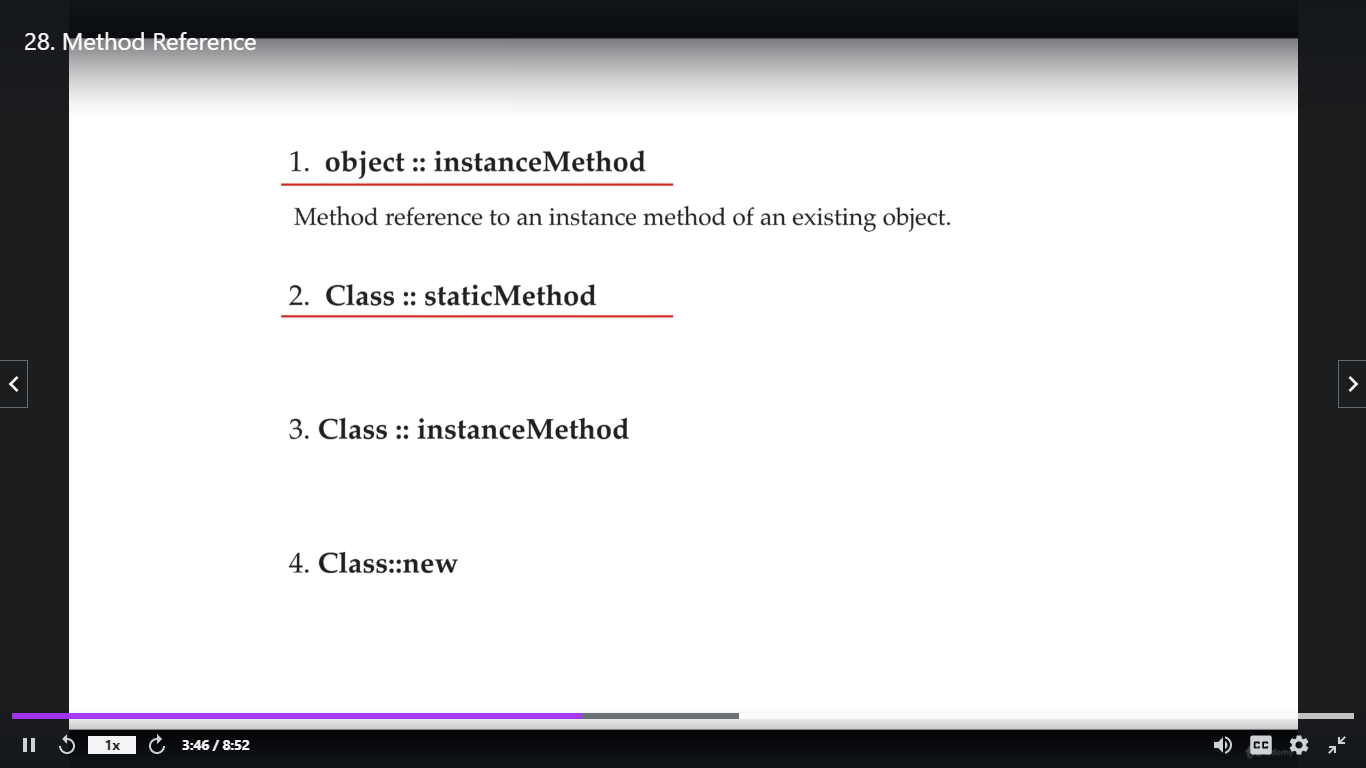 28. Method Reference
1. object :: instanceMethod
Method reference to an instance method of an existing object.
2. Class :: staticMethod
3. Class :: instanceMethod
4. Class::new
1x 3:46 / 8:52 CC